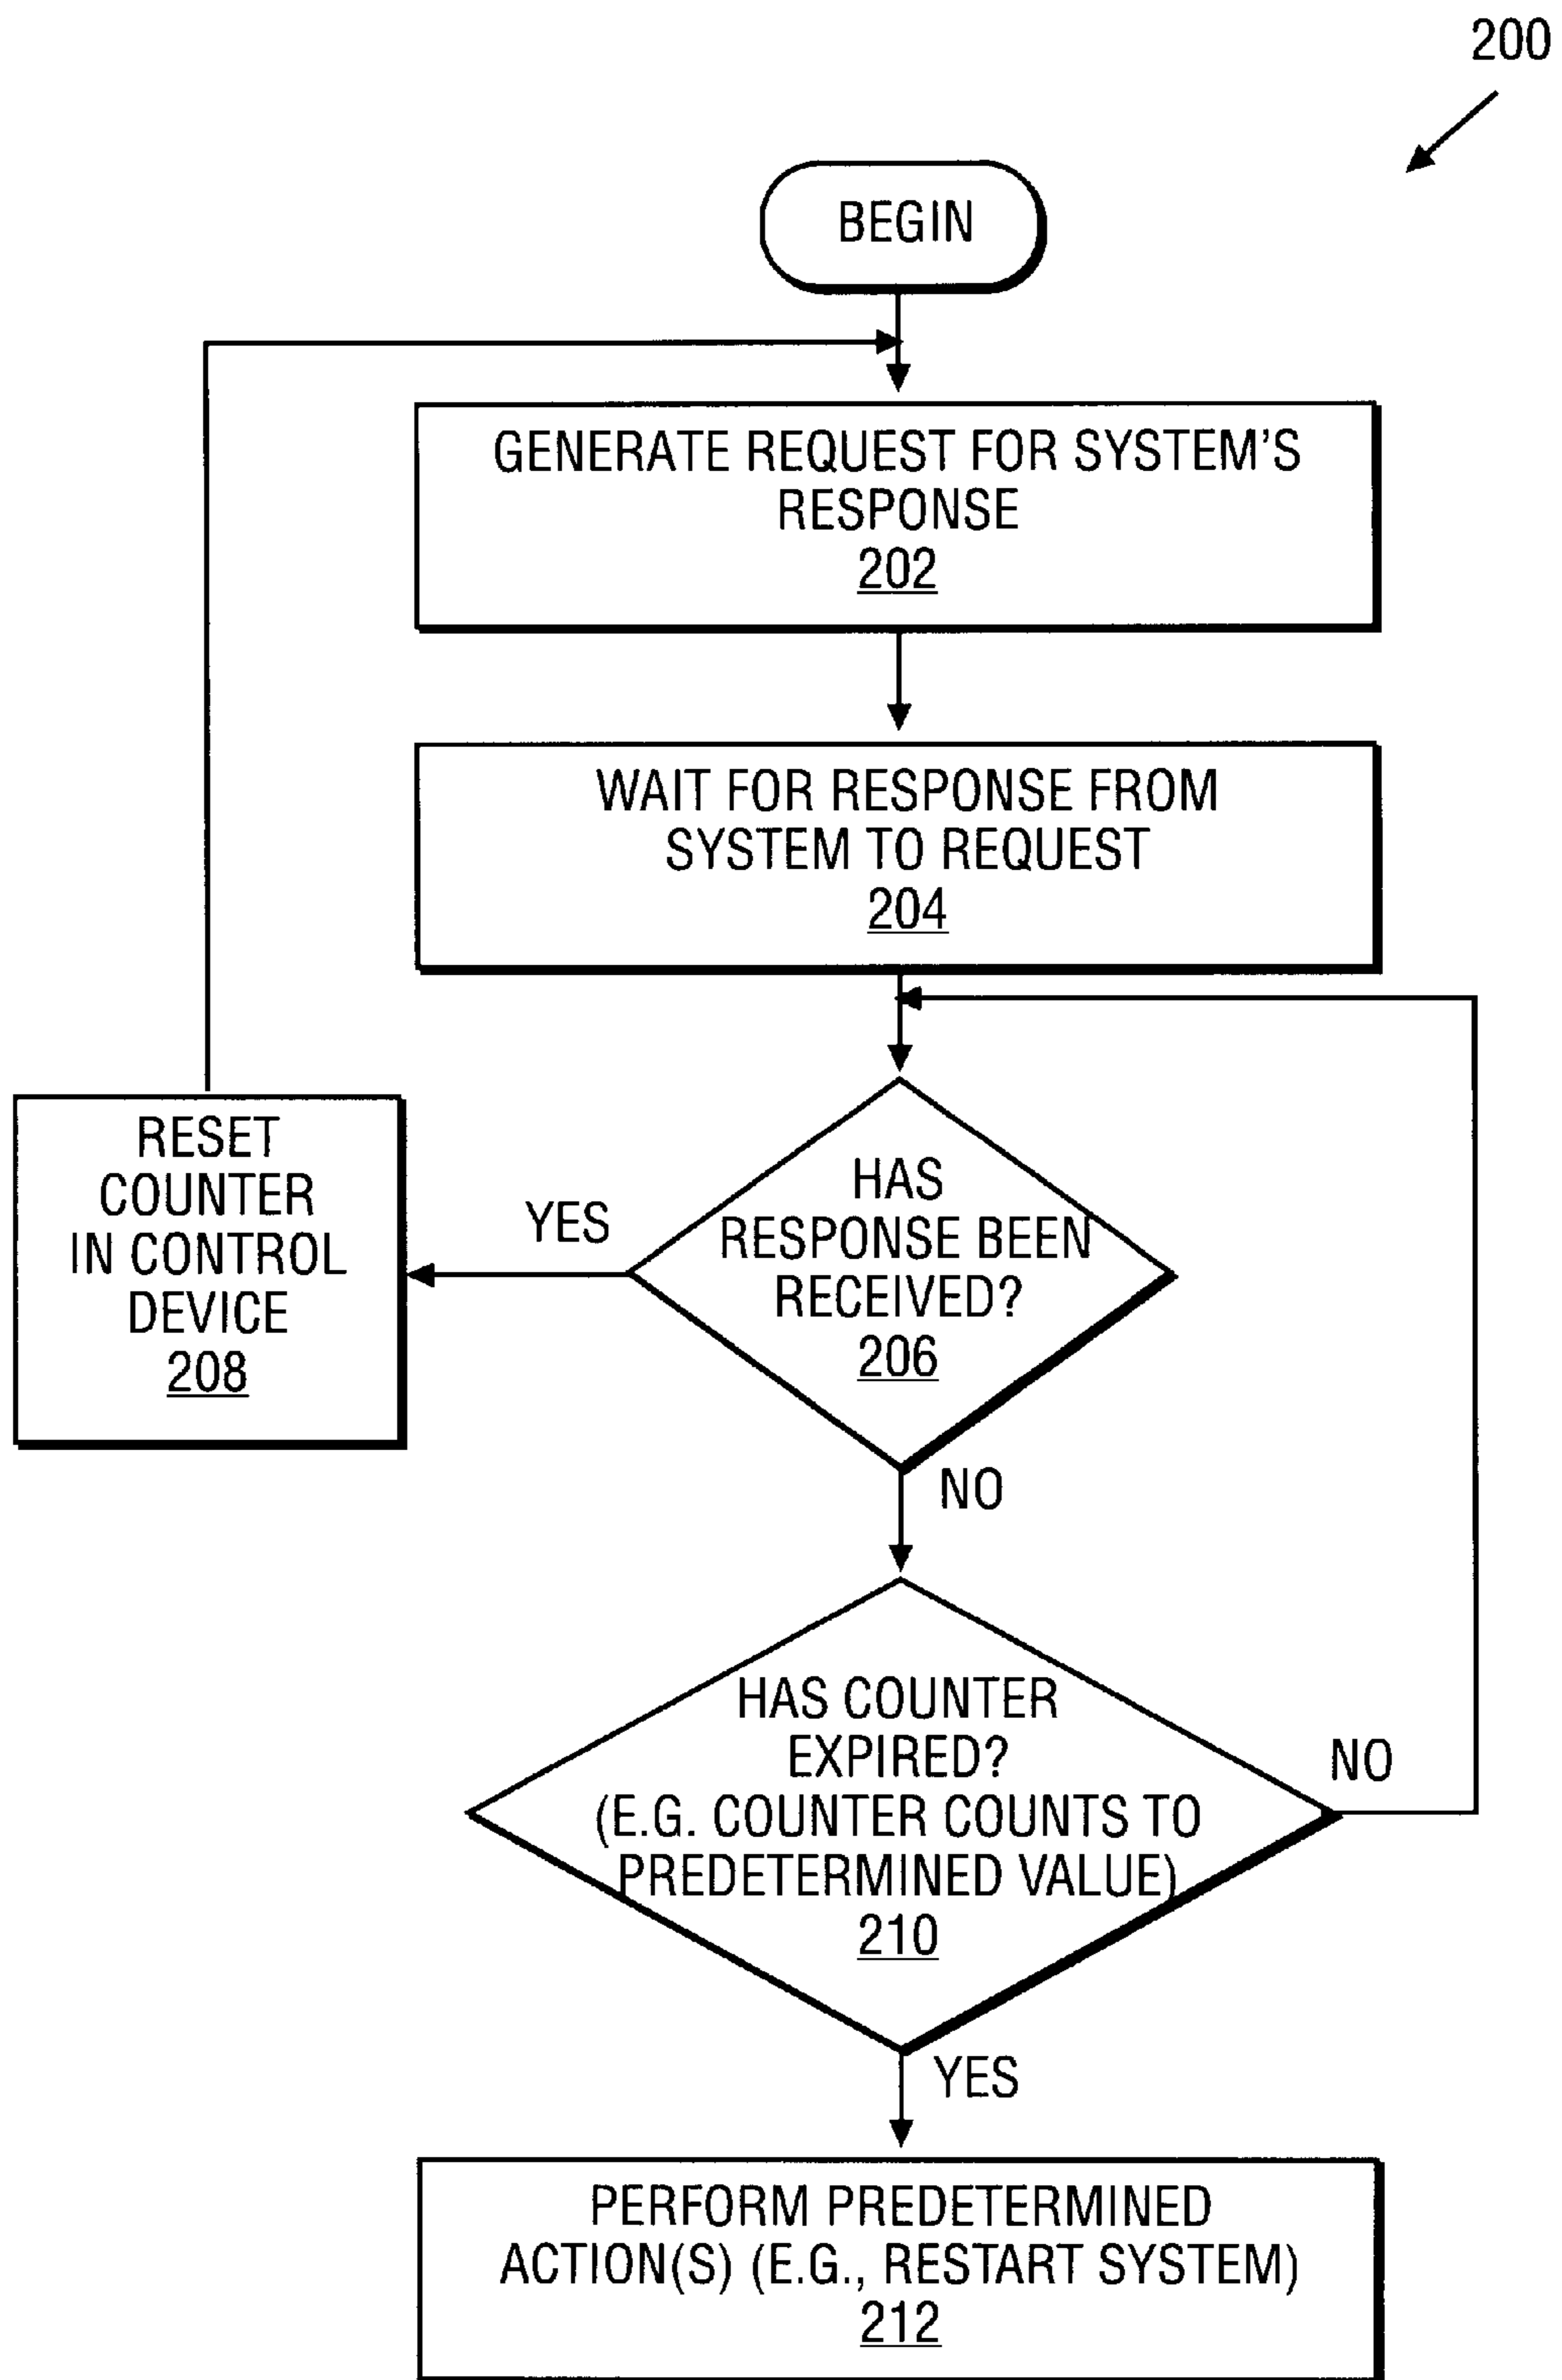 200
BEGIN
GENERATE REQUEST FOR SYSTEM'S
RESPONSE
202
WAIT FOR RESPONSE FROM
SYSTEM TO REQUEST
204
HAS
RESPONSE BEEN
RECEIVED?
206
YES
RESET
COUNTER
IN CONTROL
DEVICE
208
NO
HAS COUNTER
EXPIRED?
(E.G. COUNTER COUNTS TO
PREDETERMINED VALUE)
210
NO
YES
PERFORM PREDETERMINED
ACTION(S) (E.G., RESTART SYSTEM)
212